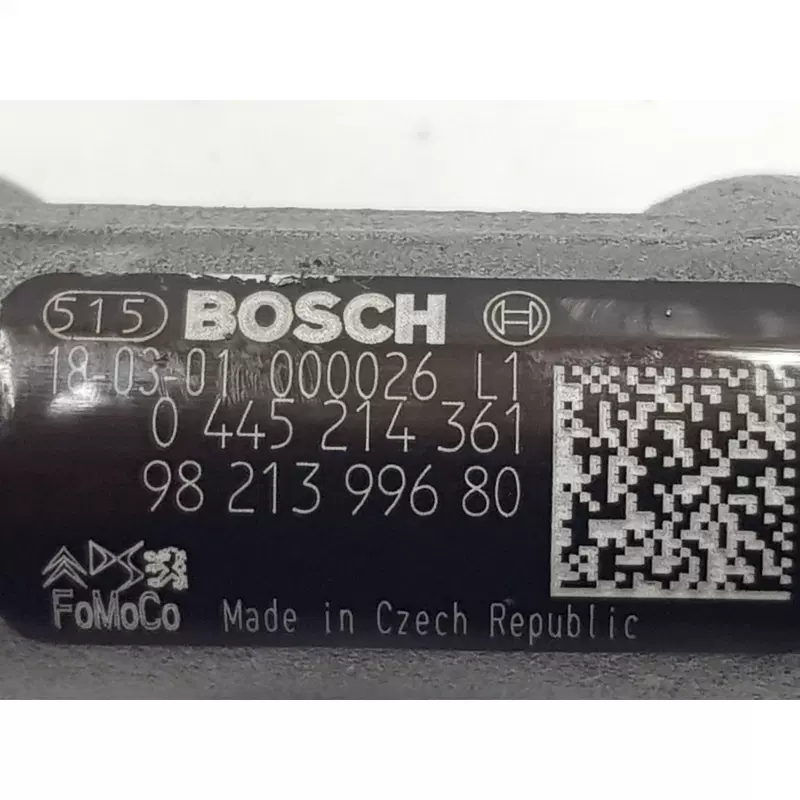 515 BOSCH
18-03-01 000026 L1
0 445 214 361
98 213 996 80
DS
FoMoCo Made in Czech Republic